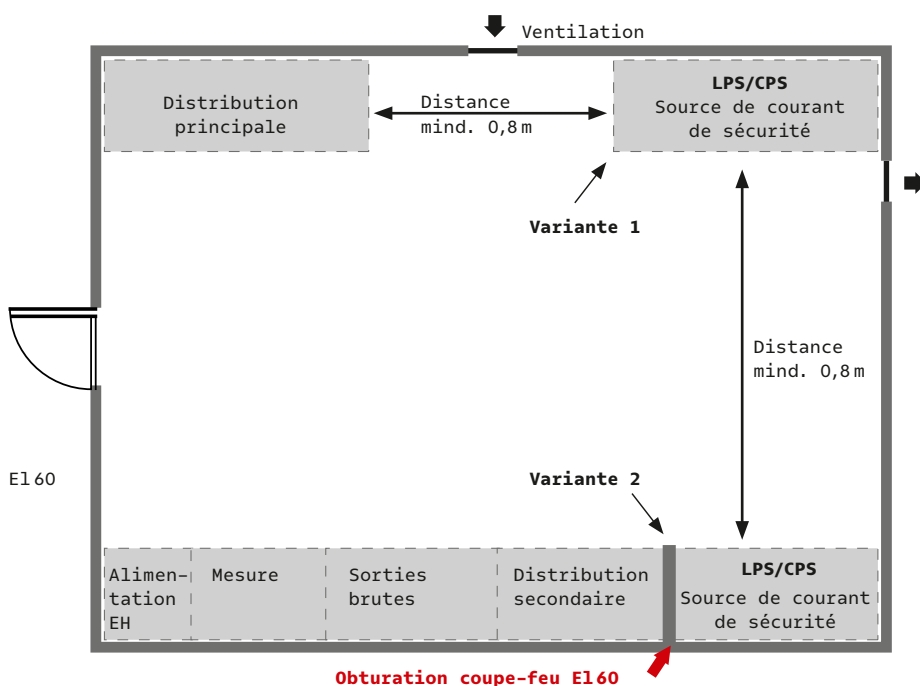 Ventilation
Distribution
principale
Distance
mind. 0,8 m
LPS/CPS
Source de courant
de sécurité
Variante 1
Distance
mind. 0,8 m
El 60
Variante 2
Alimen-
tation
EH
Mesure
Sorties
brutes
Distribution
secondaire
LPS/CPS
Source de courant
de sécurité
Obturation coupe-feu El 60